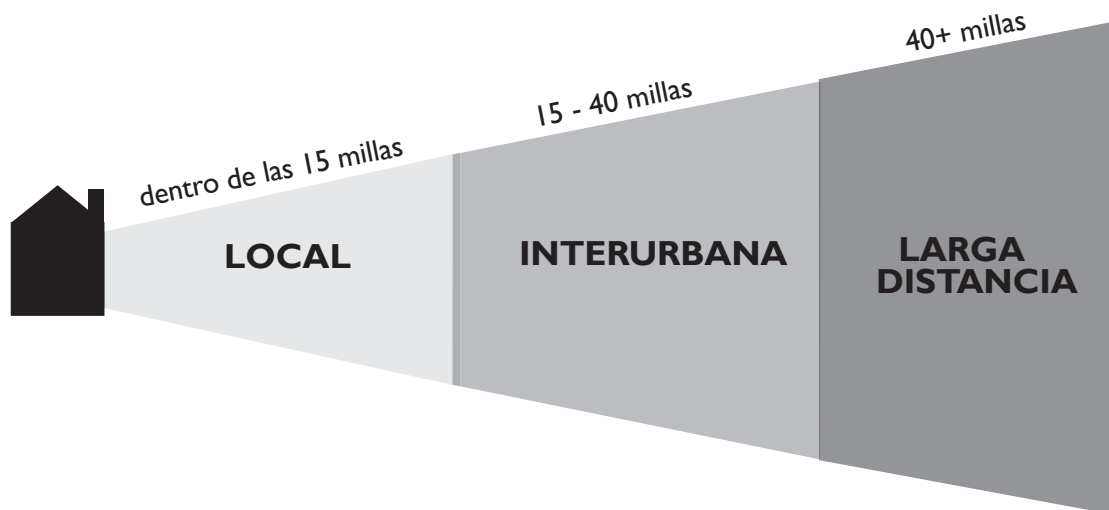 dentro de las 15 millas
15 - 40 millas
40+ millas
LOCAL
INTERURBANA
LARGA
DISTANCIA